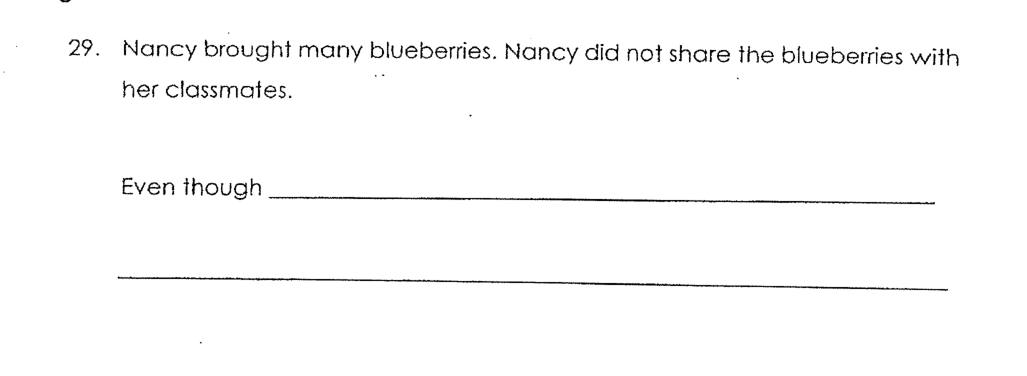 29. Nancy brought many blueberries. Nancy did not share the blueberries with
her classmates.
Even though